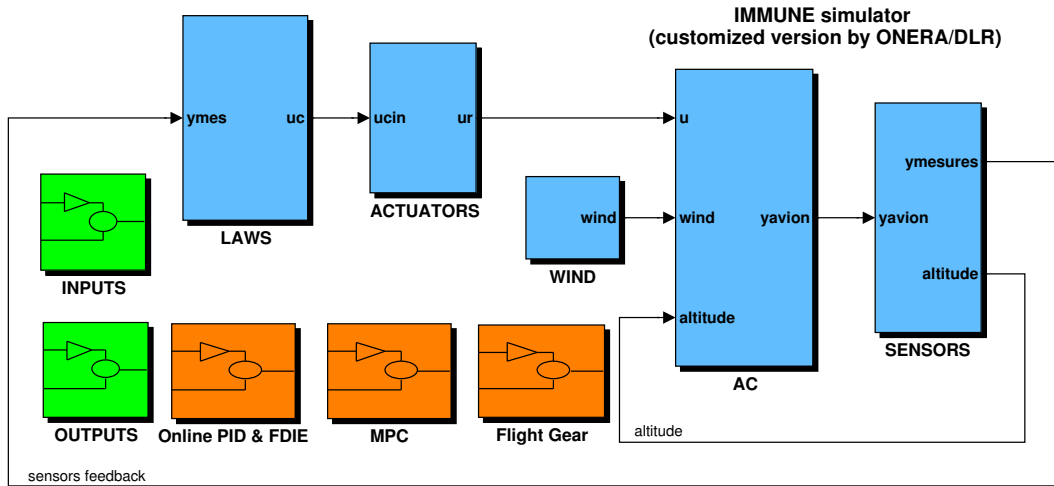 IMMUNE simulator
(customized version by ONERA/DLR)
ymes
uc
LAWS
ucin
ur
ACTUATORS
wind
WIND
u
wind
altitude
yavion
AC
yavion
ymesures
altitude
SENSORS
INPUTS
OUTPUTS
Online PID & FDIE
MPC
Flight Gear
altitude
sensors feedback